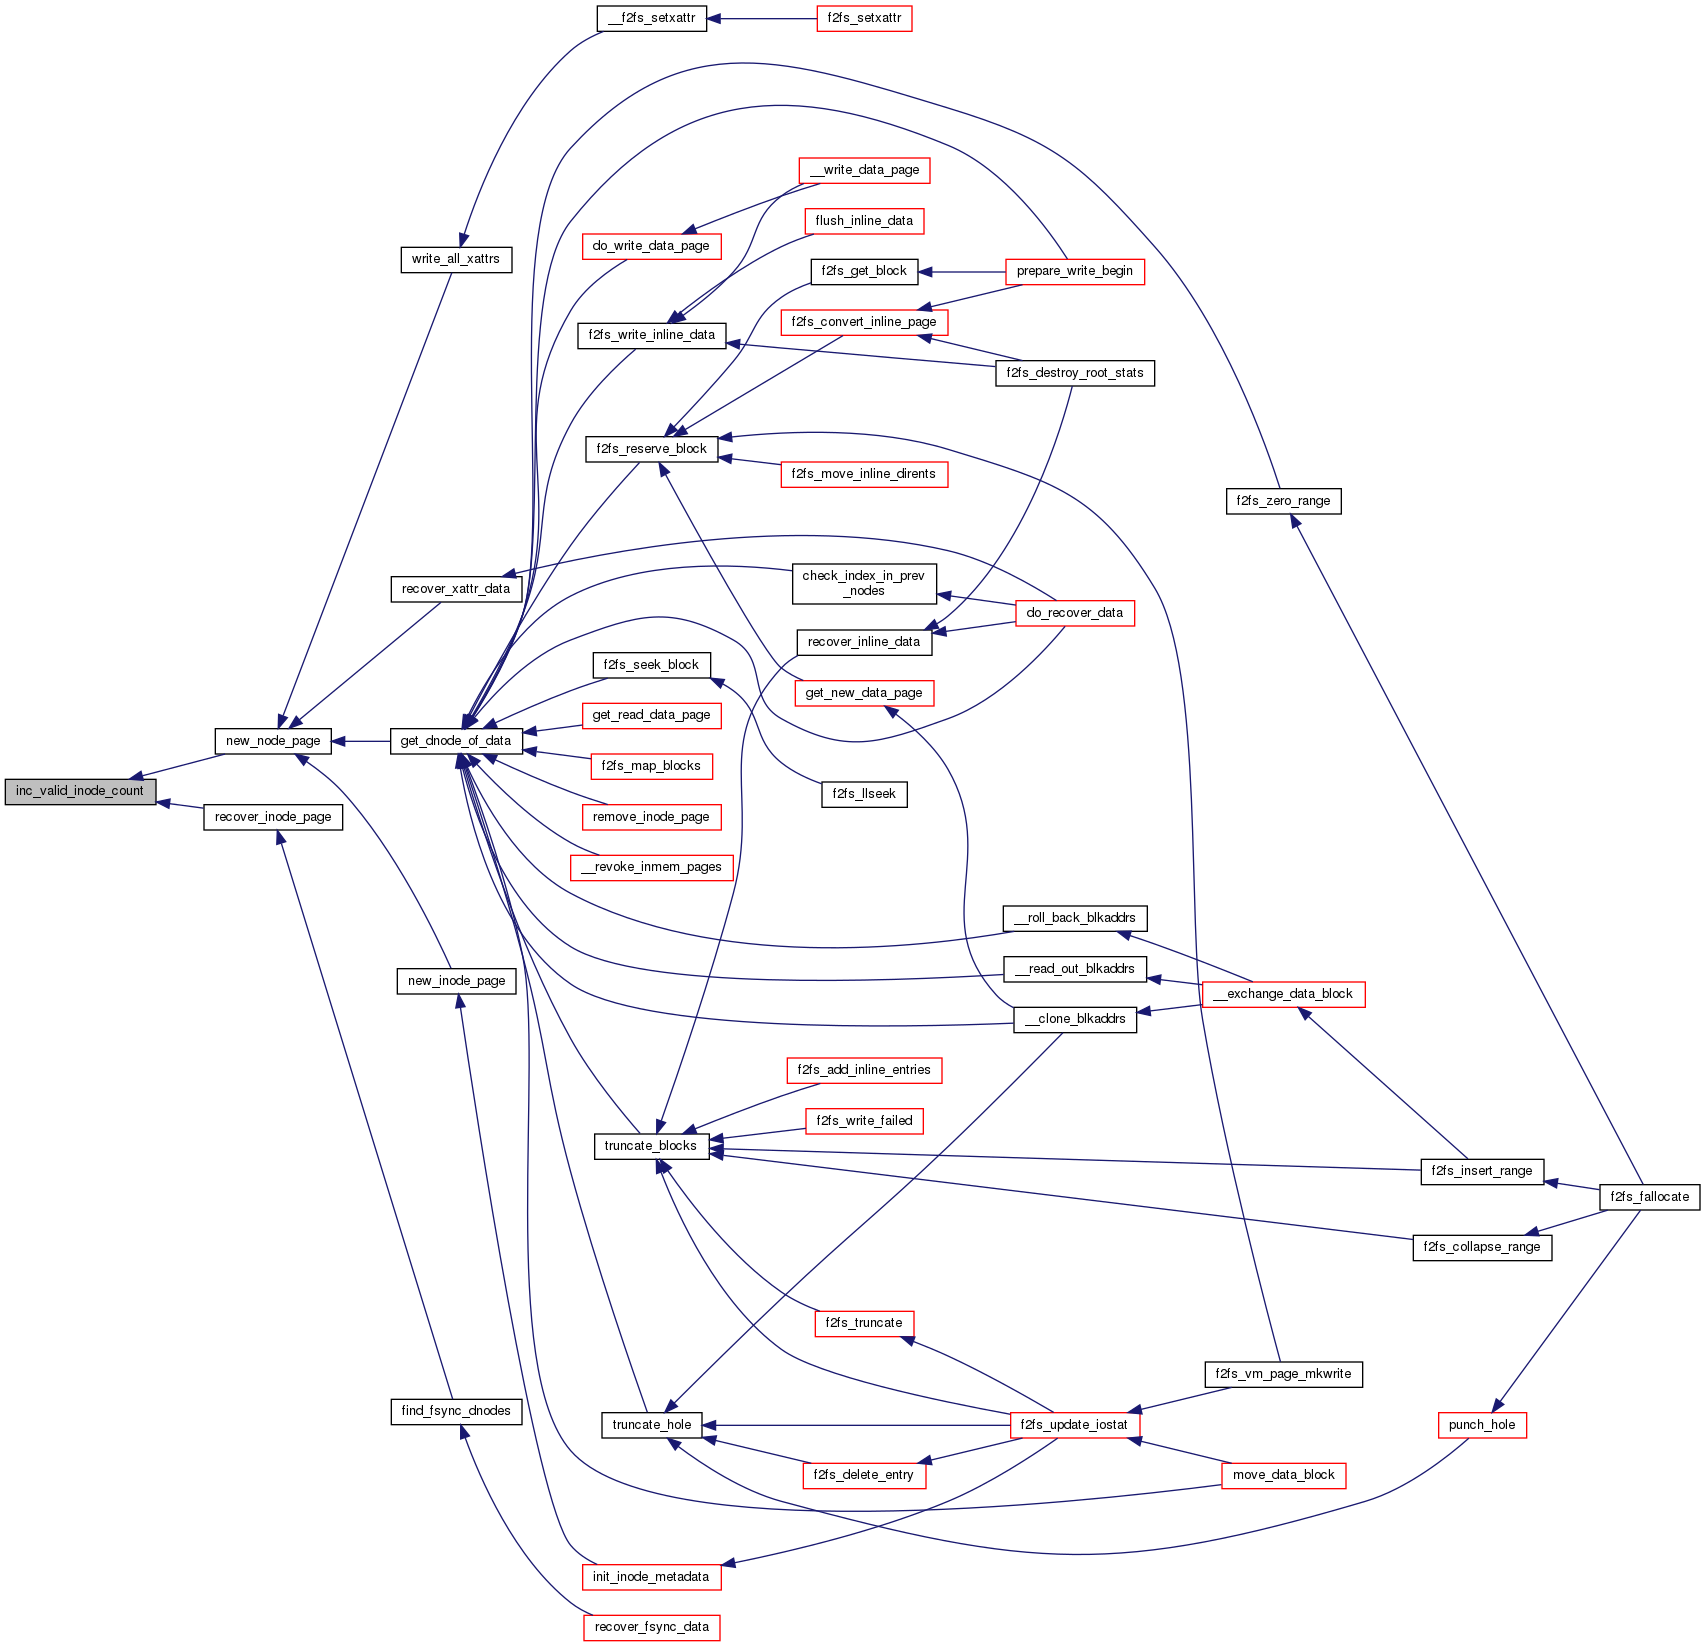 __f2fs_setxattr
f2fs_setxattr
__write_data_page
flush_inline_data
do_write_data_page
write_all_xattrs
f2fs_get_block
prepare_write_begin
f2fs_convert_inline_page
f2fs_write_inline_data
f2fs_destroy_root_stats
f2fs_reserve_block
f2fs_move_inline_dirents
f2fs_zero_range
check_index_in_prev
_nodes
recover_xattr_data
do_recover_data
recover_inline_data
f2fs_seek_block
get_new_data_page
get_read_data_page
new_node_page
get_dnode_of_data
f2fs_map_blocks
inc_valid_inode_count
f2fs_llseek
recover_inode_page
remove_inode_page
__revoke_inmem_pages
__roll_back_blkaddrs
__read_out_blkaddrs
new_inode_page
__exchange_data_block
__clone_blkaddrs
f2fs_add_inline_entries
f2fs_write_failed
truncate_blocks
f2fs_insert_range
f2fs_fallocate
f2fs_collapse_range
f2fs_truncate
f2fs_vm_page_mkwrite
find_fsync_dnodes
truncate_hole
f2fs_update_iostat
punch_hole
f2fs_delete_entry
move_data_block
init_inode_metadata
recover_fsync_data